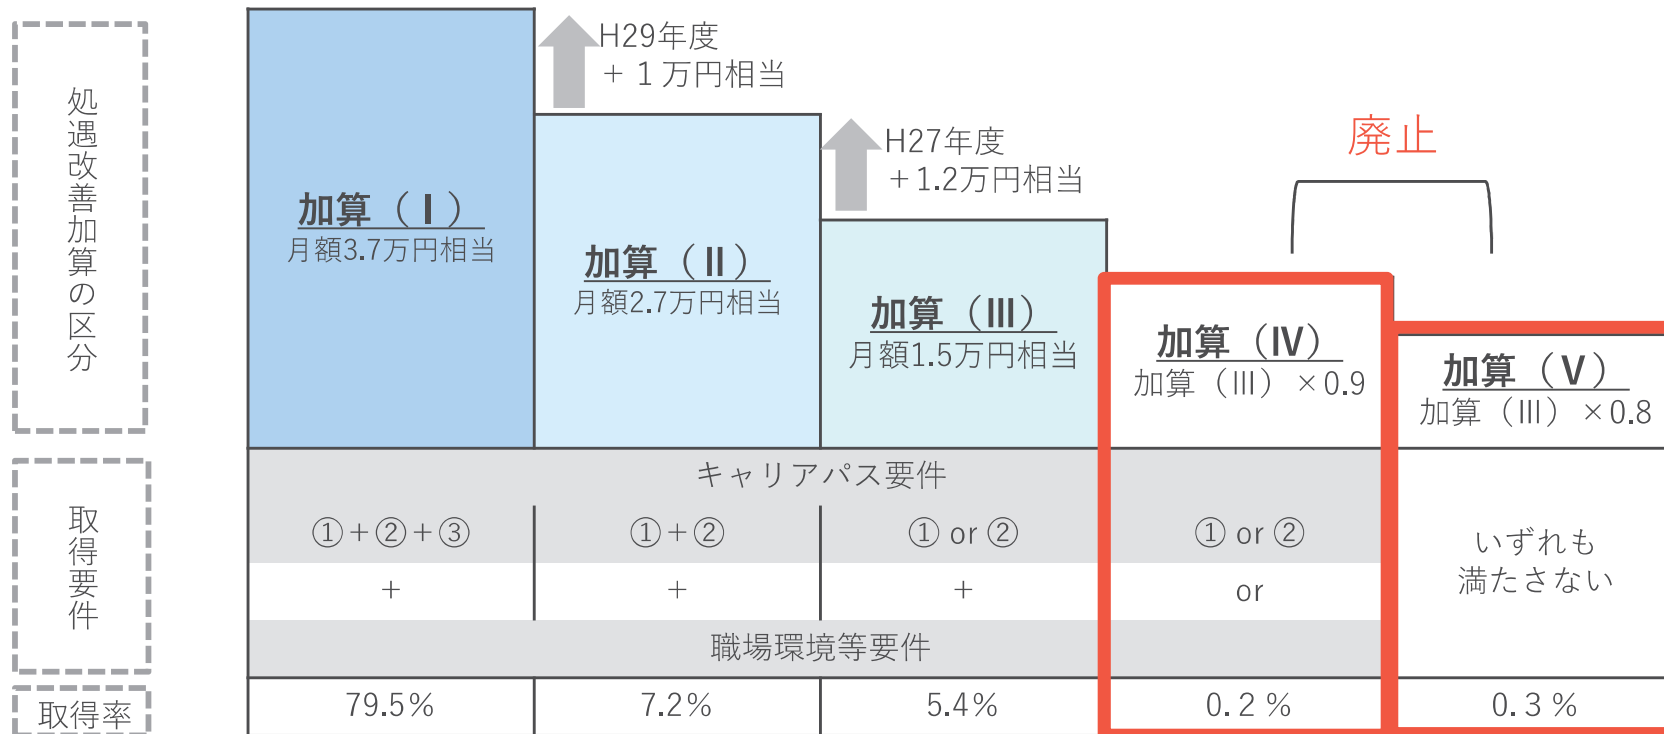 処遇改善加算の区分
H29年度
+ 1万円相当
H27年度
+1.2万円相当
廃止
加算（Ⅰ）
月額3.7万円相当
加算（Ⅱ）
月額2.7万円相当
加算（Ⅲ）
月額1.5万円相当
加算（Ⅳ）
加算（Ⅲ）×0.9
加算（Ⅴ）
加算（Ⅲ）×0.8
取得要件
キャリアパス要件
①+②+③
①+②
① or ②
① or ②
いずれも
満たさない
+
+
+
or
職場環境等要件
取得率
79.5%
7.2%
5.4%
0.2 %
0.3 %